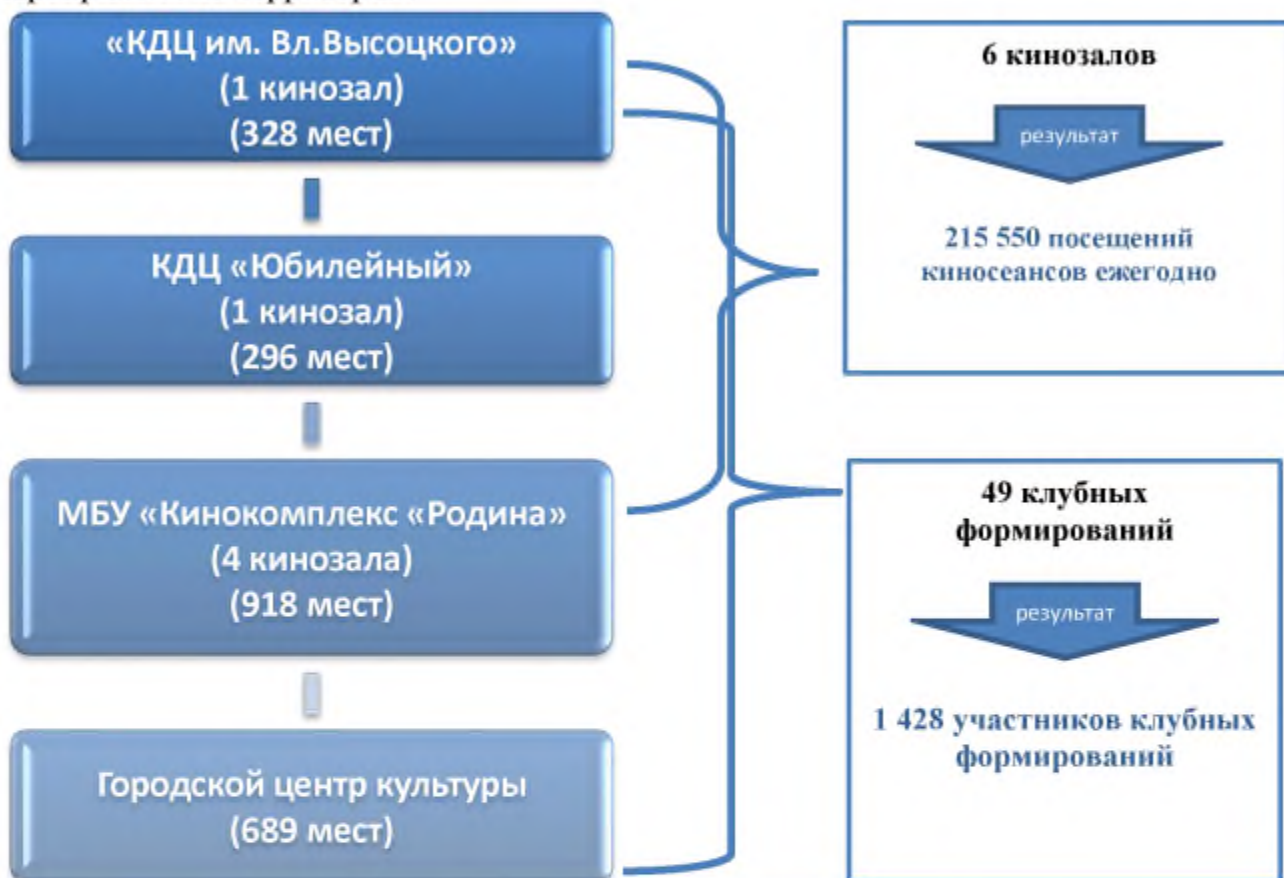 «КДЦ им. Вл.Высоцкого»
(1 кинозал)
(328 мест)
КДЦ «Юбилейный»
(1 кинозал)
(296 мест)
МБУ «Кинокомплекс «Родина»
(4 кинозала)
(918 мест)
Городской центр культуры
(689 мест)
6 кинозалов
результат
215 550 посещений
киносеансов ежегодно
49 клубных
формирований
результат
1 428 участников клубных
формирований